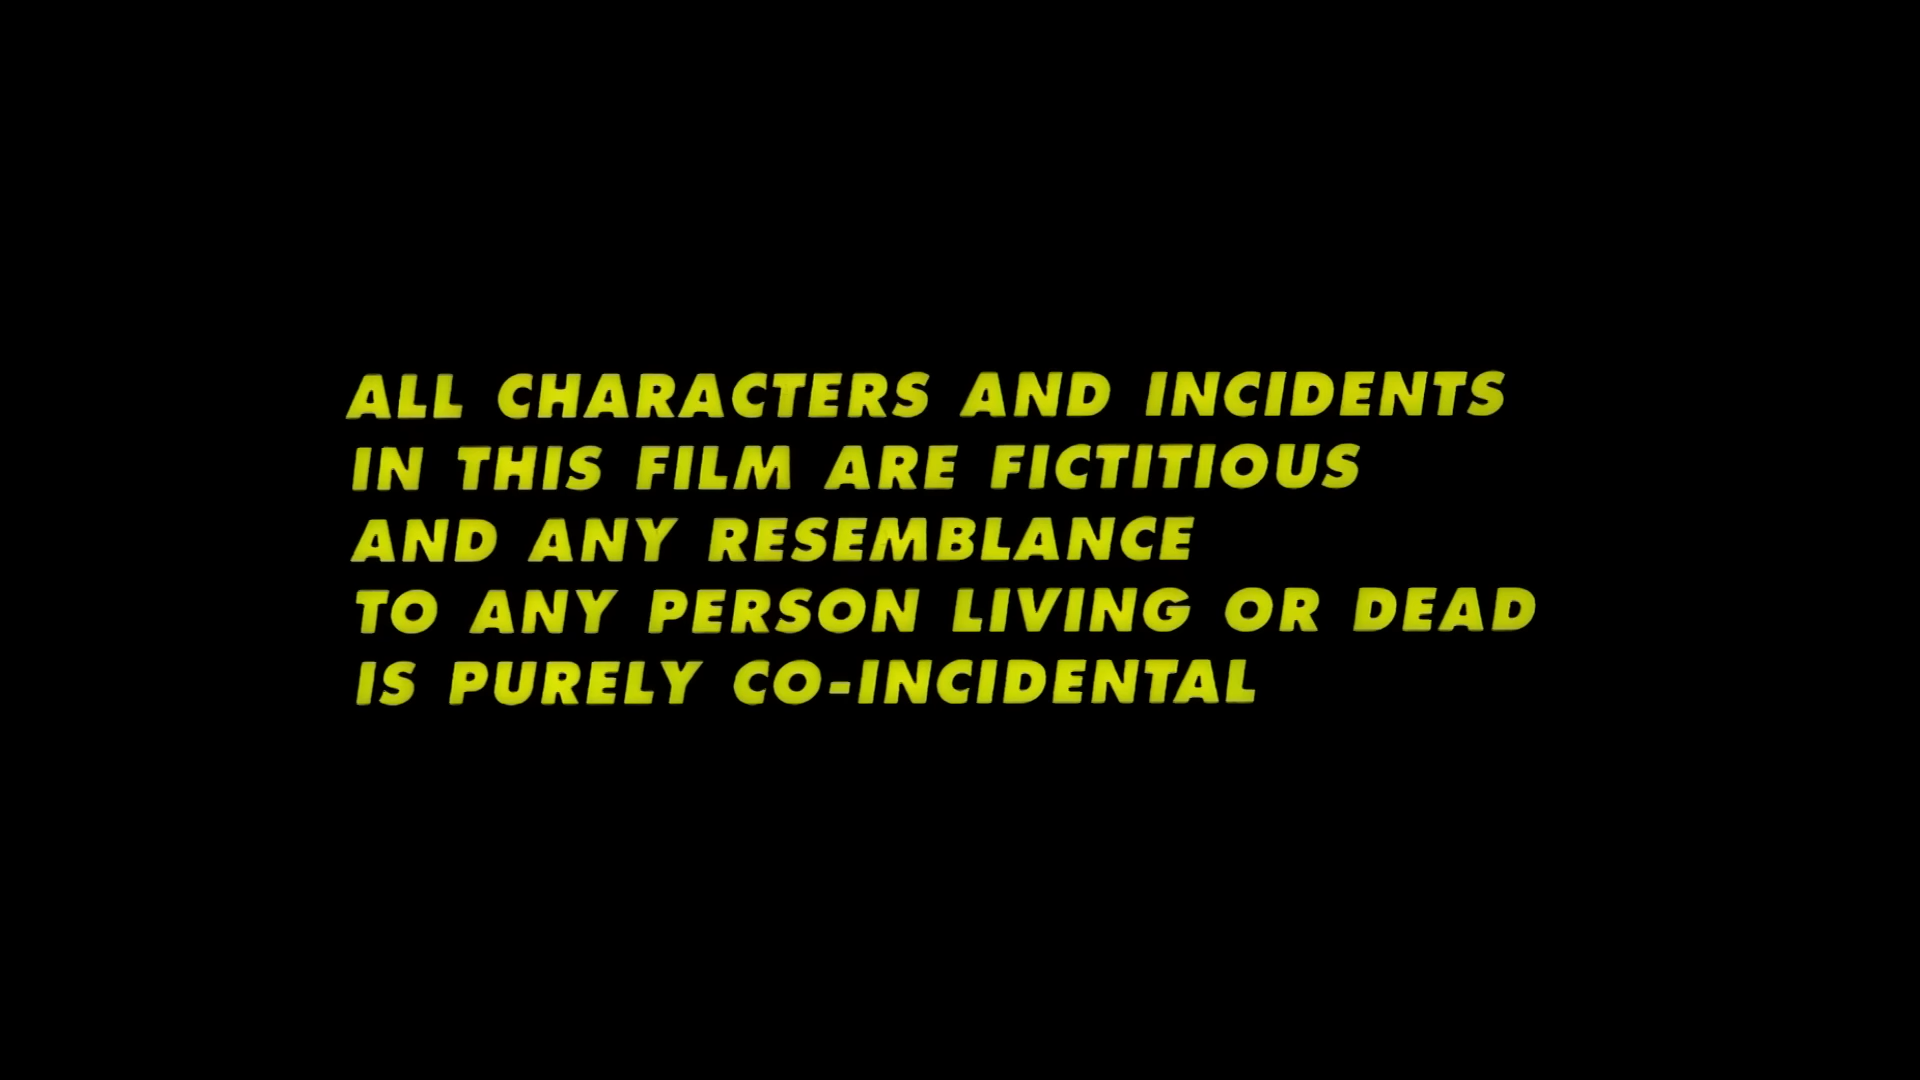 ALL CHARACTERS AND INCIDENTS
IN THIS FILM ARE FICTITIOUS
AND ANY RESEMBLANCE
TO ANY PERSON LIVING OR DEAD
IS PURELY CO-INCIDENTAL